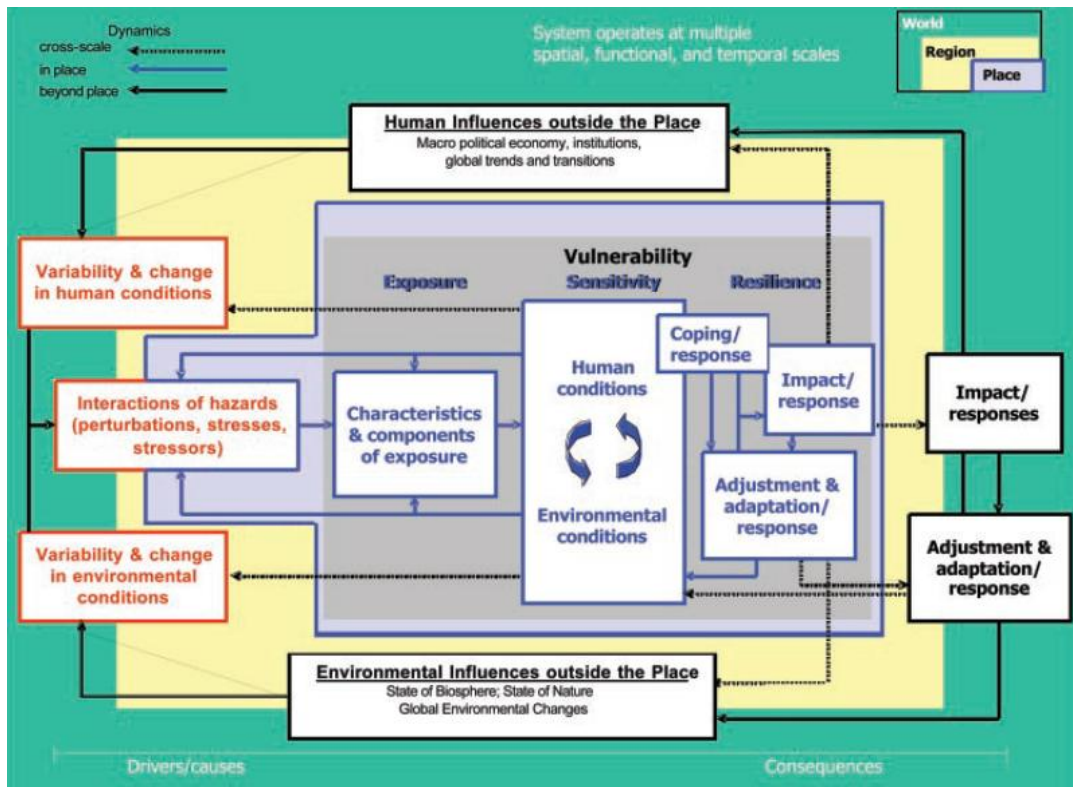 Dynamics
cross-scale
in place
beyond place
System operates at multiple
spatial, functional, and temporal scales
World
Region
Place
Human Influences outside the Place
Macro political economy, institutions,
global trends and transitions
Variability & change
in human conditions
Vulnerability
Exposure
Sensitivity
Resilience
Coping/
response
Human
conditions
Impact/
response
Impact/
responses
Interactions of hazards
(perturbations, stresses,
stressors)
Characteristics
& components
of exposure
Adjustment &
adaptation/
response
Environmental
conditions
Variability & change
in environmental
conditions
Adjustment &
adaptation/
response
Environmental Influences outside the Place
State of Biosphere; State of Nature
Global Environmental Changes
Drivers/causes
Consequences